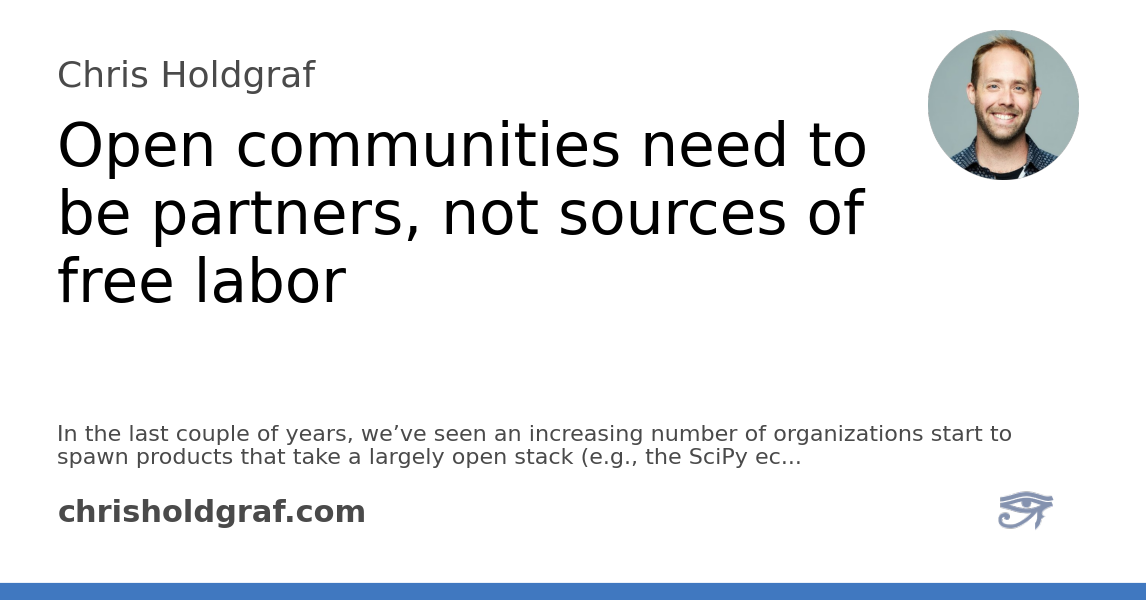 Chris Holdgraf
Open communities need to
be partners, not sources of
free labor
In the last couple of years, we’ve seen an increasing number of organizations start to
spawn products that take a largely open stack (e.g., the SciPy ec...
chrisholdgraf.com